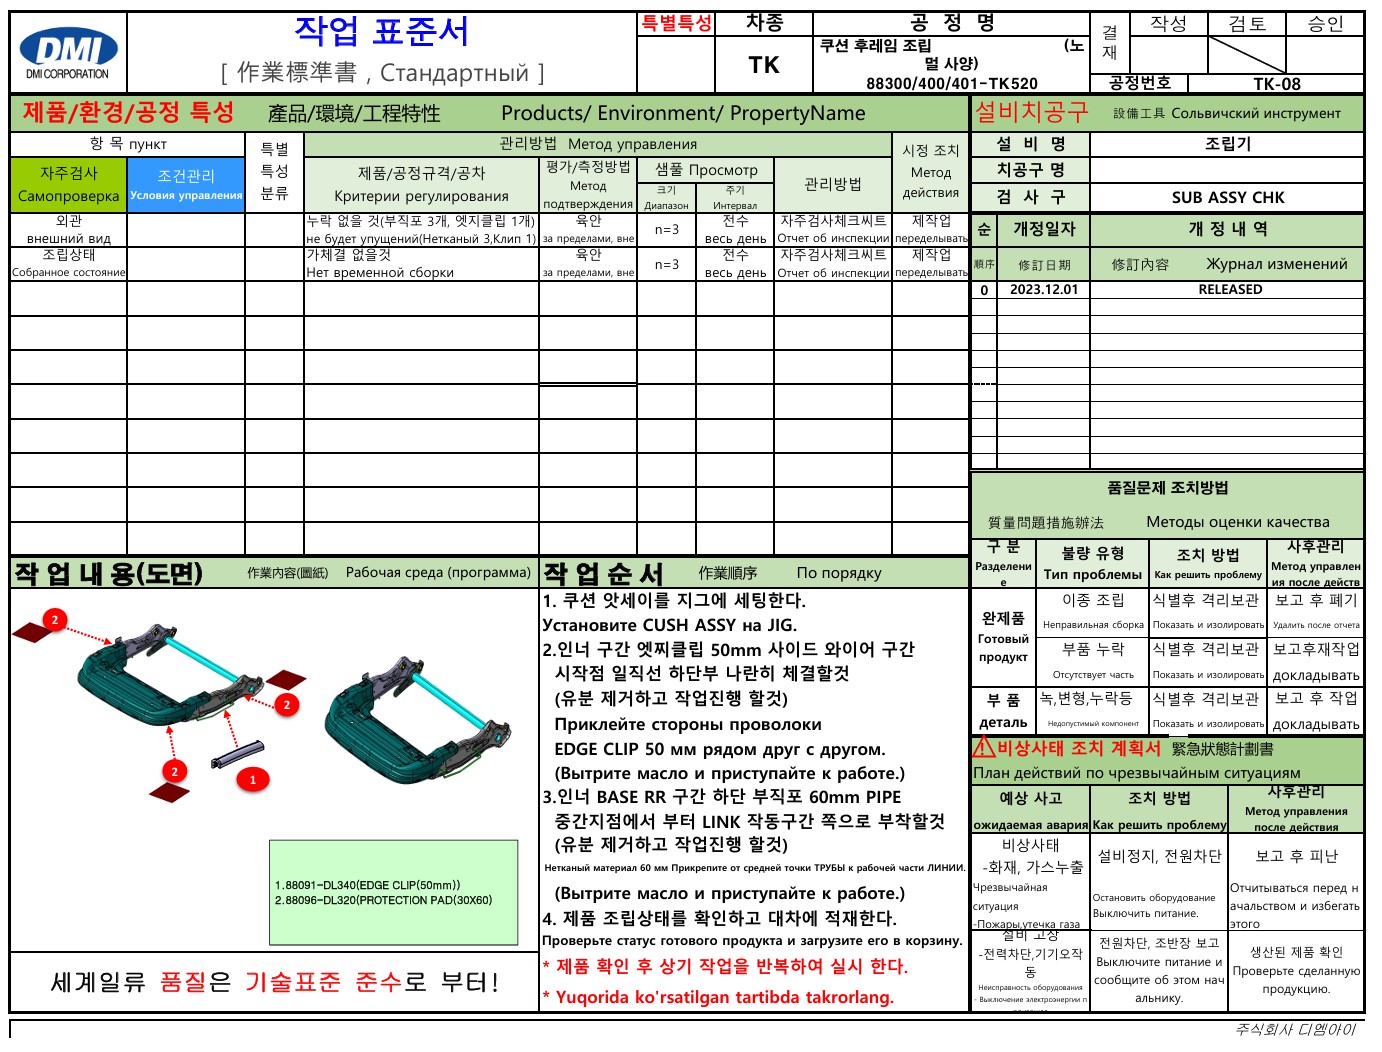 DMI
DMI CORPORATION
작업 표준서
[ 作業標準書 , Стандартный ]
특별특성
차종
TK
공 정 명
쿠션 후레임 조립 (노
멀 사양)
88300/400/401-TK520
결
재
작성
검토
승인
공정번호
TK-08
제품/환경/공정 특성 產品/環境/工程特性 Products/ Environment/ PropertyName
항 목 пункт
자주검사
Самопроверка
조건관리
Условия управления
특별
특성
분류
관리방법 Метод управления
제품/공정규격/공차
Критерии регулирования
평가/측정방법
Метод
подтверждения
샘풀 Просмотр
크기
Диапазон
주기
Интервал
관리방법
시정 조치
Метод
действия
외관
внешний вид
누락 없을 것(부직포 3개, 엣지클립 1개)
не будет упущений(Нетканый 3,Клип 1)
육안
за пределами, вне
n=3
전수
весь день
자주검사체크씨트
Отчет об инспекции
제작업
переделывать
조립상태
Собранное состояние
가체결 없을것
Нет временной сборки
육안
за пределами, вне
n=3
전수
весь день
자주검사체크씨트
Отчет об инспекции
제작업
переделывать
설비치공구 設備工具 Сольвичский инструмент
설 비 명
조립기
치공구 명
검 사 구
SUB ASSY CHK
순
개정일자
개 정 내 역
順序
修訂日期
修訂內容 Журнал изменений
0
2023.12.01
RELEASED
품질문제 조치방법
質量問題措施辦法 Методы оценки качества
구 분
Разделени
е
불량 유형
Тип проблемы
조치 방법
Как решить проблему
사후관리
Метод управлен
ия после действ
완제품
Готовый
продукт
이종 조립
Неправильная сборка
식별후 격리보관
Показать и изолировать
보고 후 폐기
Удалить после отчета
부품 누락
Отсутствует часть
식별후 격리보관
Показать и изолировать
보고후재작업
докладывать
부 품
деталь
녹,변형,누락등
Недопустимый компонент
식별후 격리보관
Показать и изолировать
보고 후 작업
докладывать
비상사태 조치 계획서 緊急狀態計劃書
План действий по чрезвычайным ситуациям
예상 사고
ожидаемая авария
조치 방법
Как решить проблему
사후관리
Метод управления
после действия
비상사태
-화재, 가스누출
Чрезвычайная
ситуация
-Пожары,утечка газа
설비정지, 전원차단
Остановить оборудование
Выключить питание.
보고 후 피난
Отчитываться перед н
ачальством и избегать
этого
설비 고장
-전력차단,기기오작
동
Неисправность оборудования
- Выключение электроэнергии п
전원차단, 조반장 보고
Выключите питание и
сообщите об этом нач
альнику.
생산된 제품 확인
Проверьте сделанную
продукцию.
작 업 내 용(도면) 作業內容(圖紙) Рабочая среда (программа)
2
2
2
1
1.88091-DL340(EDGE CLIP(50mm))
2.88096-DL320(PROTECTION PAD(30X60)
세계일류 품질은 기술표준 준수로 부터!
작 업 순 서 作業順序 По порядку
1. 쿠션 앗세이를 지그에 세팅한다.
Установите CUSH ASSY на JIG.
2.인너 구간 엣찌클립 50mm 사이드 와이어 구간
시작점 일직선 하단부 나란히 체결할것
(유분 제거하고 작업진행 할것)
Приклейте стороны проволоки
EDGE CLIP 50 мм рядом друг с другом.
(Вытрите масло и приступайте к работе.)
3.인너 BASE RR 구간 하단 부직포 60mm PIPE
중간지점에서 부터 LINK 작동구간 쪽으로 부착할것
(유분 제거하고 작업진행 할것)
Нетканый материал 60 мм Прикрепите от средней точки ТРУБЫ к рабочей части ЛИНИИ.
(Вытрите масло и приступайте к работе.)
4. 제품 조립상태를 확인하고 대차에 적재한다.
Проверьте статус готового продукта и загрузите его в корзину.
* 제품 확인 후 상기 작업을 반복하여 실시 한다.
* Yuqorida ko'rsatilgan tartibda takrorlang.
주식회사 디엠아이